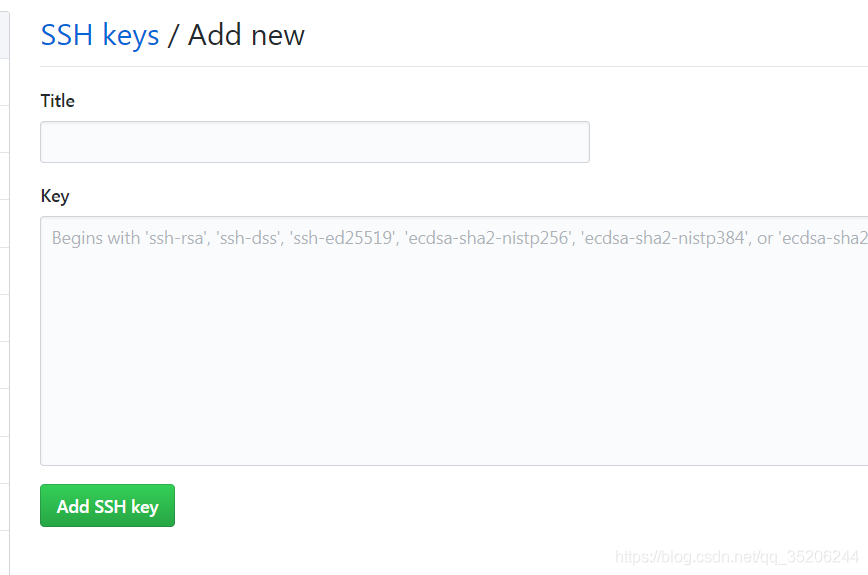 SSH keys / Add new
Title
Key
Begins with 'ssh-rsa', 'ssh-dss', 'ssh-ed25519', 'ecdsa-sha2-nistp256', 'ecdsa-sha2-nistp384', or 'ecdsa-sha2
Add SSH key
https://blog.csdn.net/qq_35206244